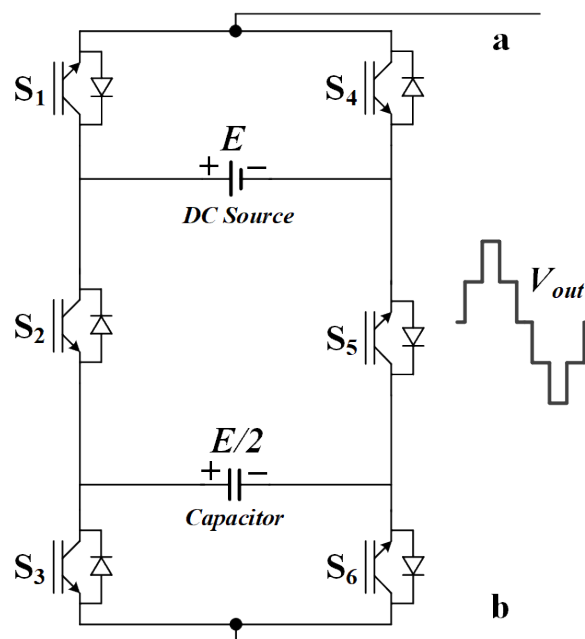 a
S1
S4
E
+ −
DC Source
Vout
S2
S5
E/2
+ −
Capacitor
S3
S6
b